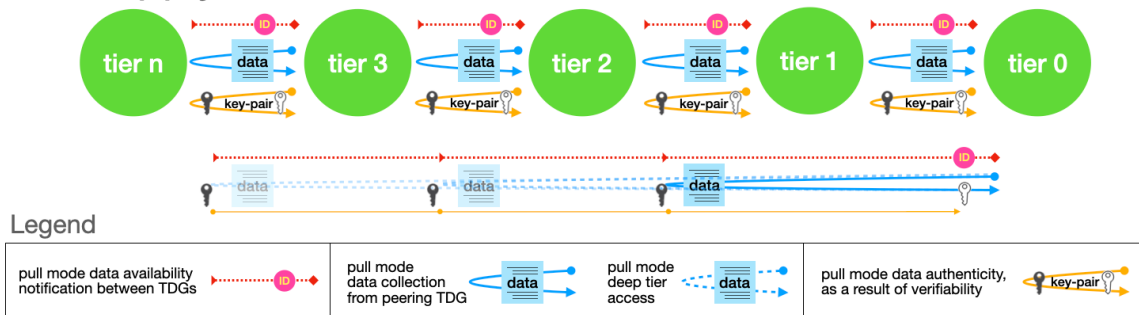 ID ID ID ID
tier n data tier 3 data tier 2 data tier 1 data tier 0
key-pair key-pair key-pair key-pair
ID
data data data
Legend
pull mode data availability
notification between TDGs
ID
pull mode
data collection
from peering TDG
data
pull mode
deep tier
access
data
pull mode data authenticity,
as a result of verifiability
key-pair